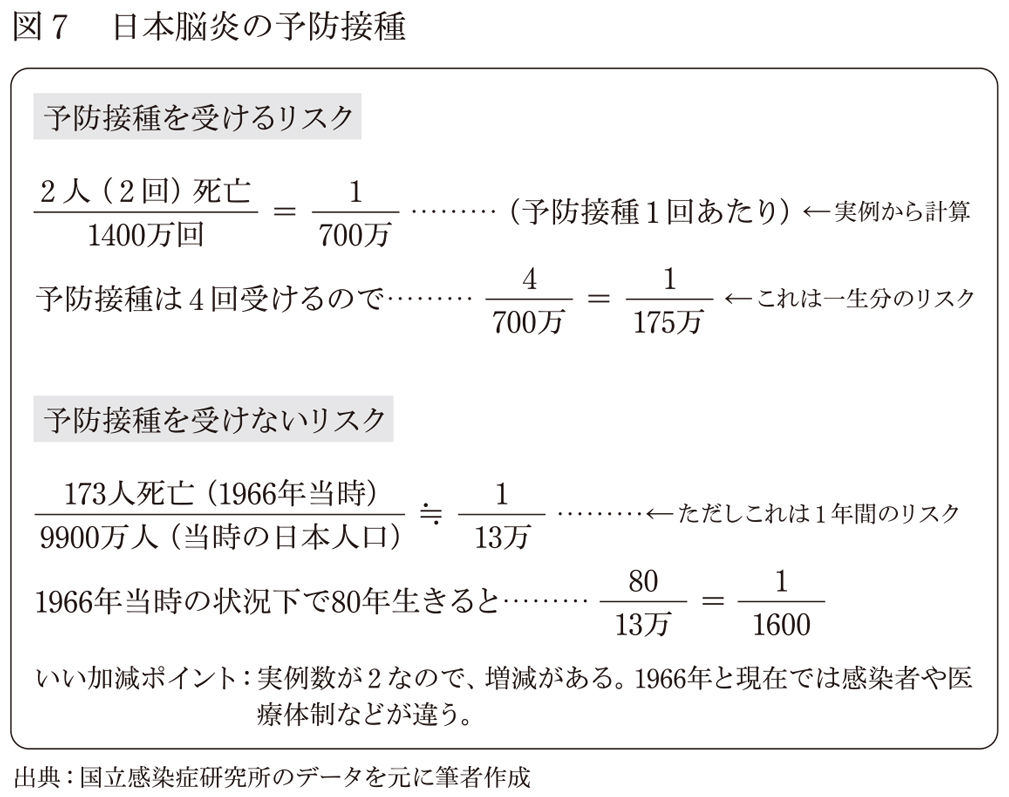 図7 日本脳炎の予防接種
予防接種を受けるリスク
2人（2回）死亡/1400万回 = 1/700万 ………（予防接種1回あたり）←実例から計算
予防接種は4回受けるので……… 4/700万 = 1/175万 ←これは一生分のリスク
予防接種を受けないリスク
173人死亡（1966年当時）/9900万人（当時の日本人口） ≒ 1/13万 ………←ただしこれは1年間のリスク
1966年当時の状況下で80年生きると……… 80/13万 = 1/1600
いい加減ポイント：実例数が2なので、増減がある。1966年と現在では感染者や医
療体制などが違う。
出典：国立感染症研究所のデータを元に筆者作成